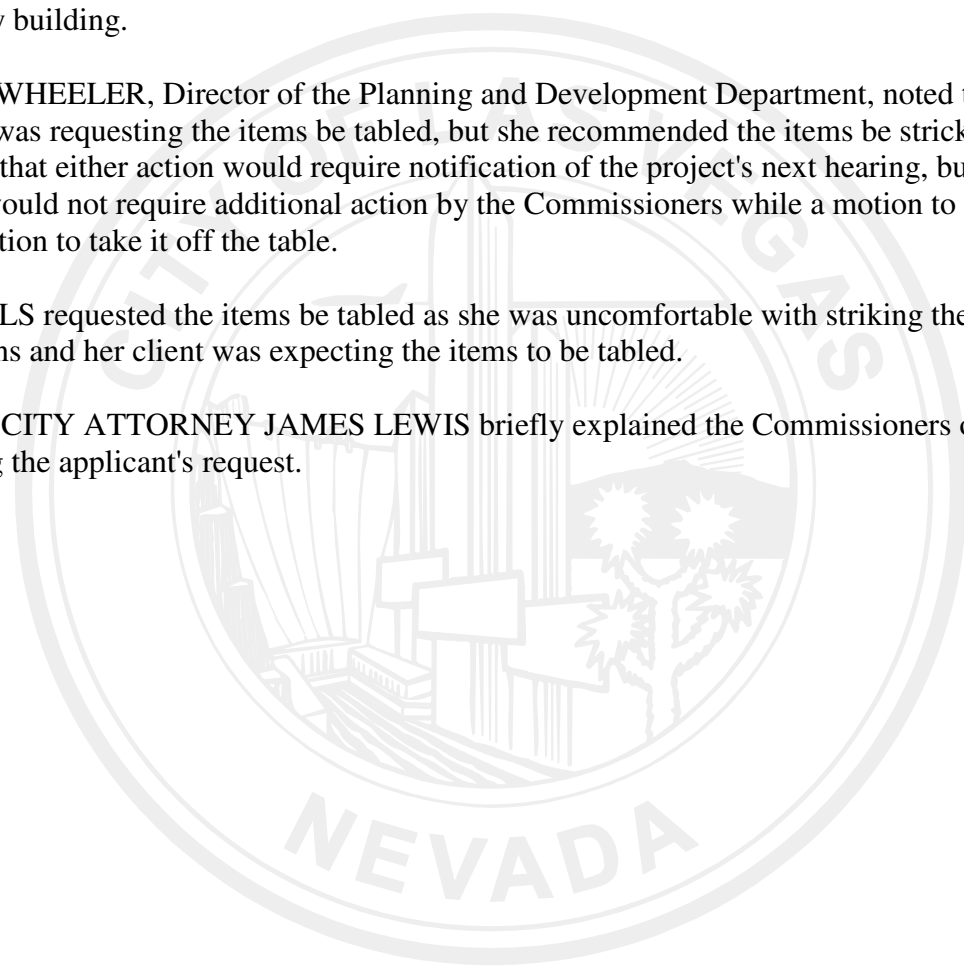 y building.
WHEELER, Director of the Planning and Development Department, noted t
was requesting the items be tabled, but she recommended the items be strick
that either action would require notification of the project's next hearing, bu
would not require additional action by the Commissioners while a motion to
tion to take it off the table.
LS requested the items be tabled as she was uncomfortable with striking the
ns and her client was expecting the items to be tabled.
CITY ATTORNEY JAMES LEWIS briefly explained the Commissioners
g the applicant's request.
CITY OF LAS VEGAS
NEVADA